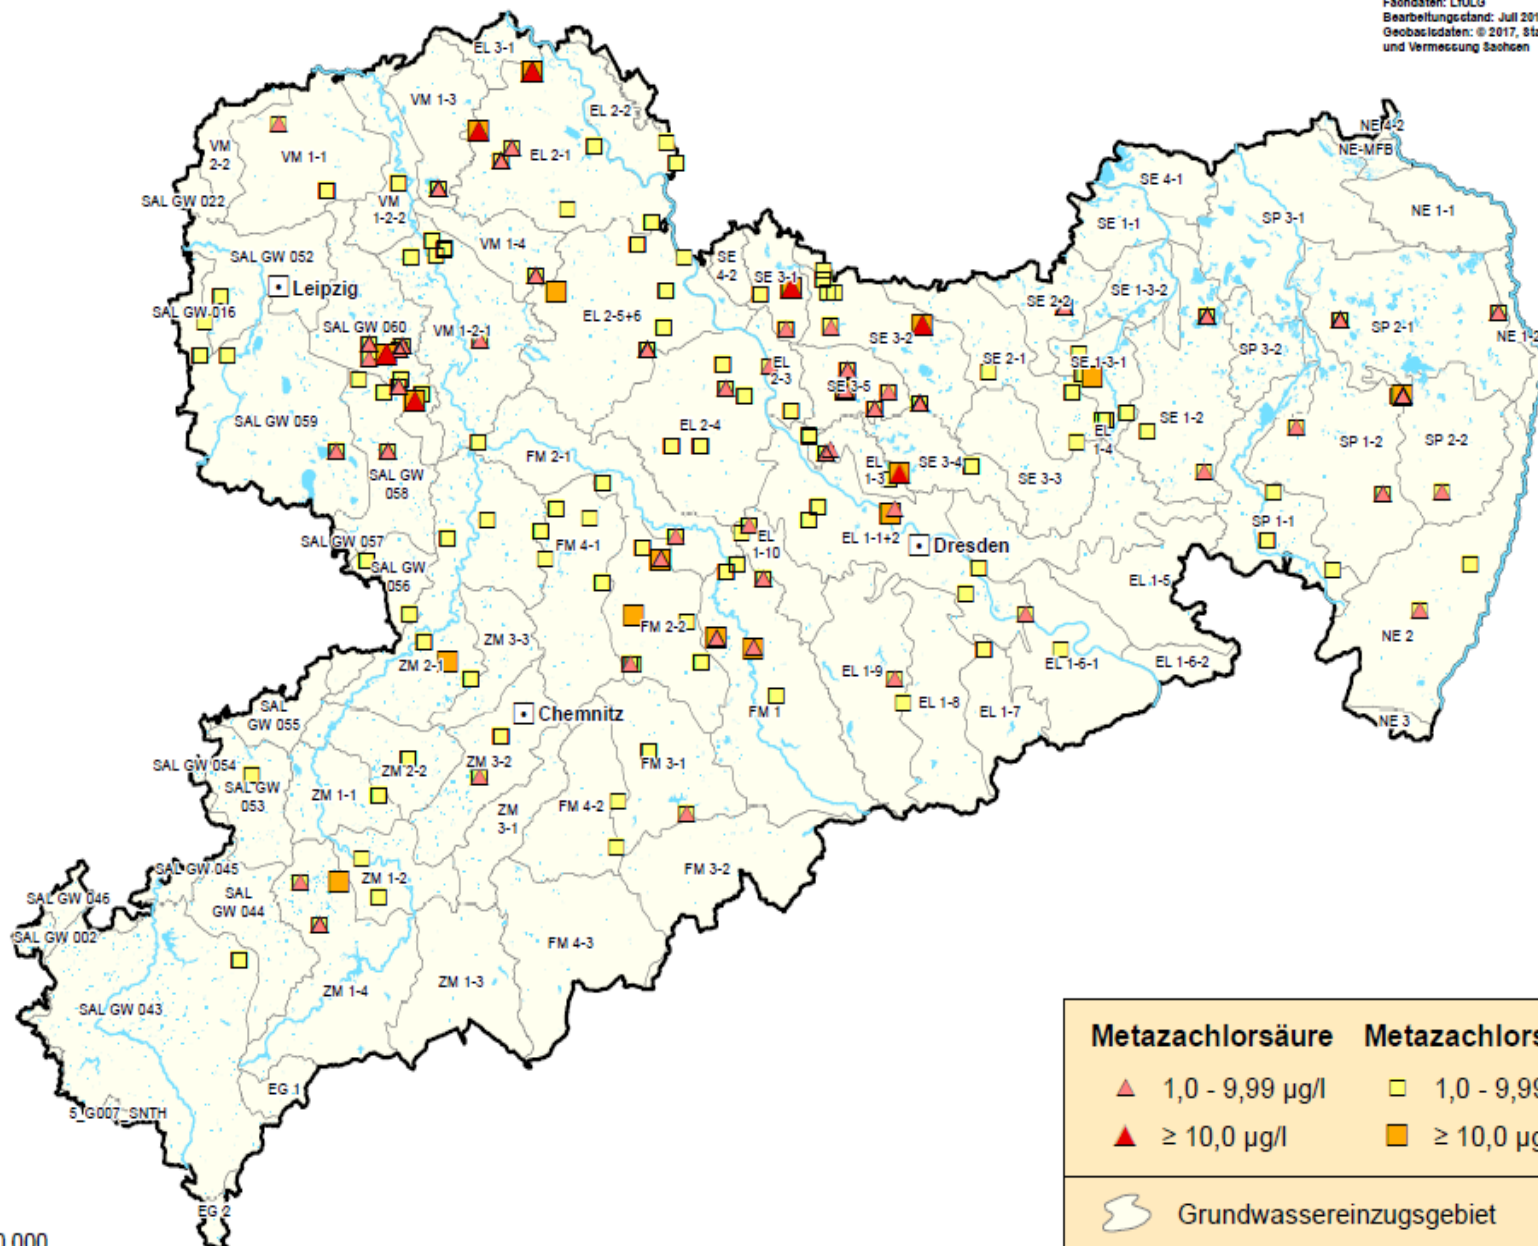 Fachdaten: LfULG
Bearbeitungsstand: Juli 201
Geobasisdaten: © 2017, Sta
und Vermessung Sachsen
EL 3-1
VM 1-3
EL 2-2
VM
2-2
VM 1-1
EL 2-1
NE 4-2
NE-MFB
SE 4-1
SAL GW 022
VM
1-2-2
NE 1-1
SE 1-1
SP 3-1
VM 1-4
SAL GW 052
SE
4-2
SE 3-1
Leipzig
SE 1-3-2
SE 2-2
SAL GW 016
EL 2-5+6
SAL GW 060
VM 1-2-1
SP 2-1
NE 1-2
SE 3-2
SP 3-2
SE 2-1
SE 1-3-1
EL
2-3
SE 3-5
SAL GW 059
EL 2-4
SE 1-2
EL
1-4
SP 1-2
SP 2-2
FM 2-1
SAL GW
058
EL
1-3
SE 3-4
SE 3-3
SP 1-1
SAL GW 057
FM 4-1
EL
1-10
EL 1-1+2
Dresden
SAL GW
056
EL 1-5
FM 2-2
ZM 3-3
NE 2
ZM 2-1
EL 1-9
EL 1-6-1
EL 1-6-2
SAL
GW 055
Chemnitz
FM 1
EL 1-8
EL 1-7
NE 3
SAL GW 054
ZM 2-2
ZM 3-2
FM 3-1
SAL GW
053
ZM 1-1
ZM
3-1
FM 4-2
SAL GW 045
ZM 1-2
FM 3-2
SAL GW 046
SAL
GW 044
SAL GW 002
FM 4-3
ZM 1-3
ZM 1-4
SAL GW 043
EG 1
5_G007_SNTH
EG 2
0 000
Metazachlorsäure Metazachlors
1,0 - 9,99 µg/l 1,0 - 9,99
≥ 10,0 µg/l ≥ 10,0 µg
Grundwassereinzugsgebiet